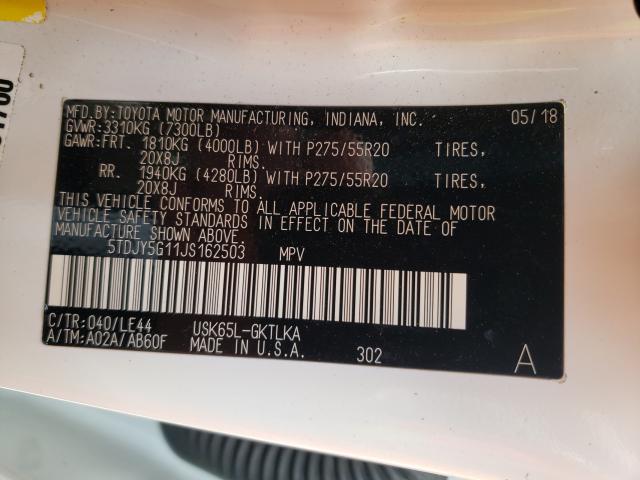 MFD.BY:TOYOTA MOTOR MANUFACTURING, INDIANA, INC. 05/18
GVWR:3310KG (7300LB)
GAWR:FRT. 1810KG (4000LB) WITH P275/55R20 TIRES,
20X8J RIMS.
RR. 1940KG (4280LB) WITH P275/55R20 TIRES,
20X8J RIMS.
THIS VEHICLE CONFORMS TO ALL APPLICABLE FEDERAL MOTOR
VEHICLE SAFETY STANDARDS IN EFFECT ON THE DATE OF
MANUFACTURE SHOWN ABOVE.
5TDJY5G11JS162503 MPV
C/TR:040/LE44 USK65L-GKTLKA
A/TM:A02A/AB60F MADE IN U.S.A. 302 A